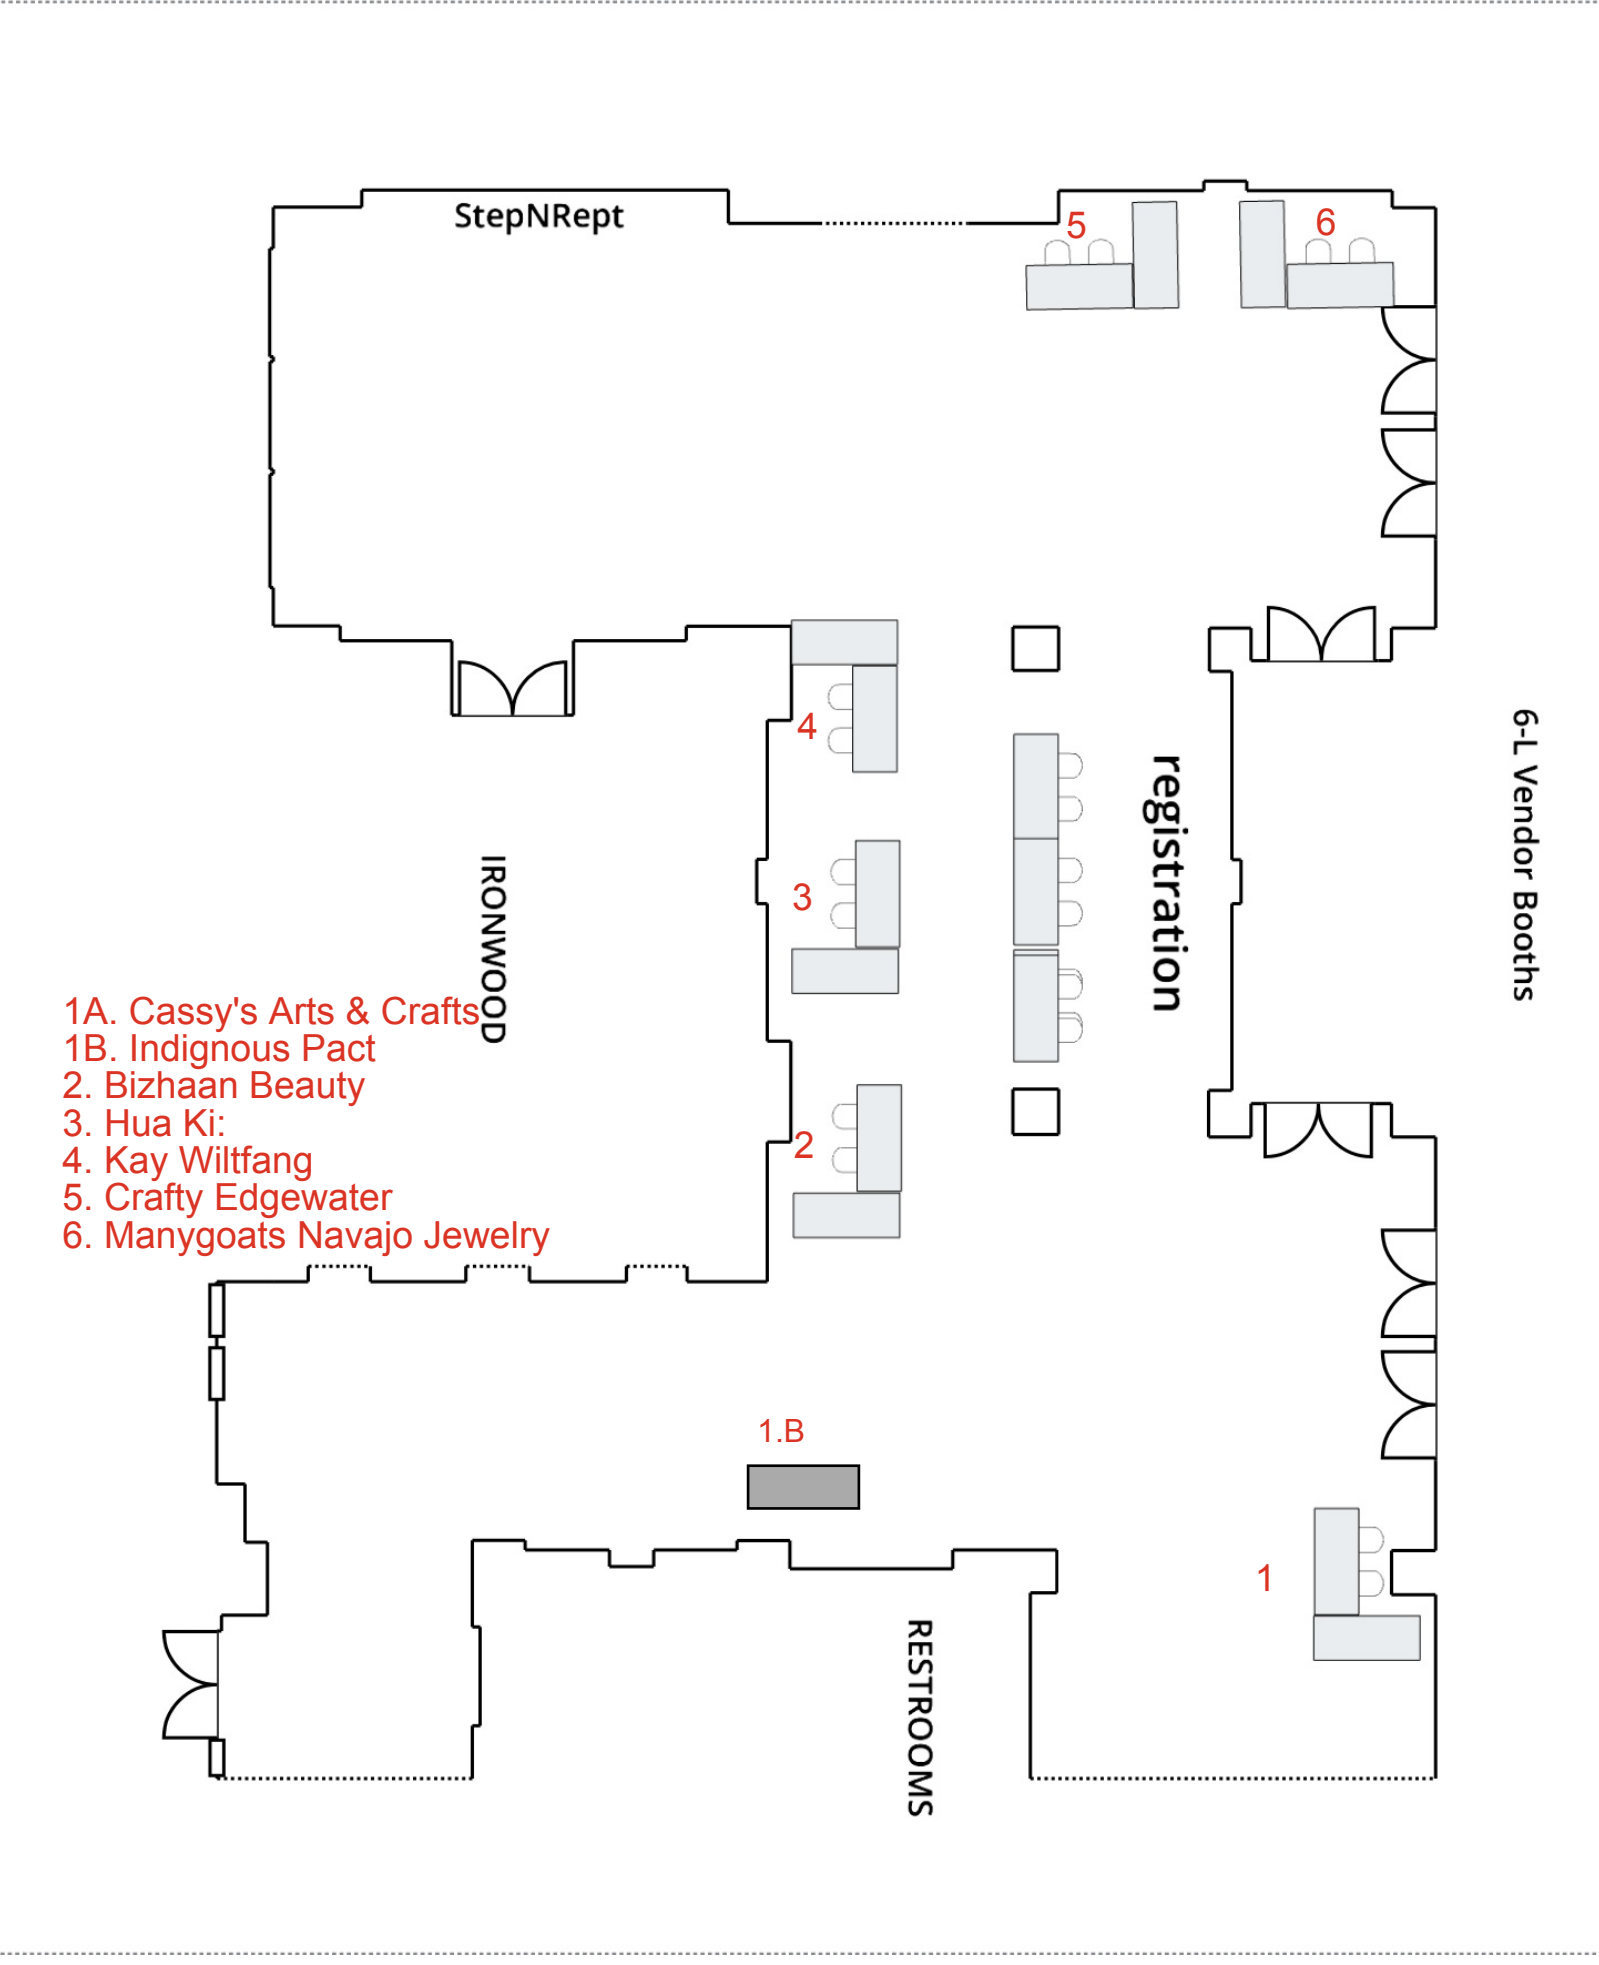 StepNRept
5
6
4
registration
6-L Vendor Booths
IRONWOOD
3
1A. Cassy's Arts & Crafts
1B. Indignous Pact
2. Bizhaan Beauty
3. Hua Ki:
4. Kay Wiltfang
5. Crafty Edgewater
6. Manygoats Navajo Jewelry
2
1.B
1
RESTROOMS